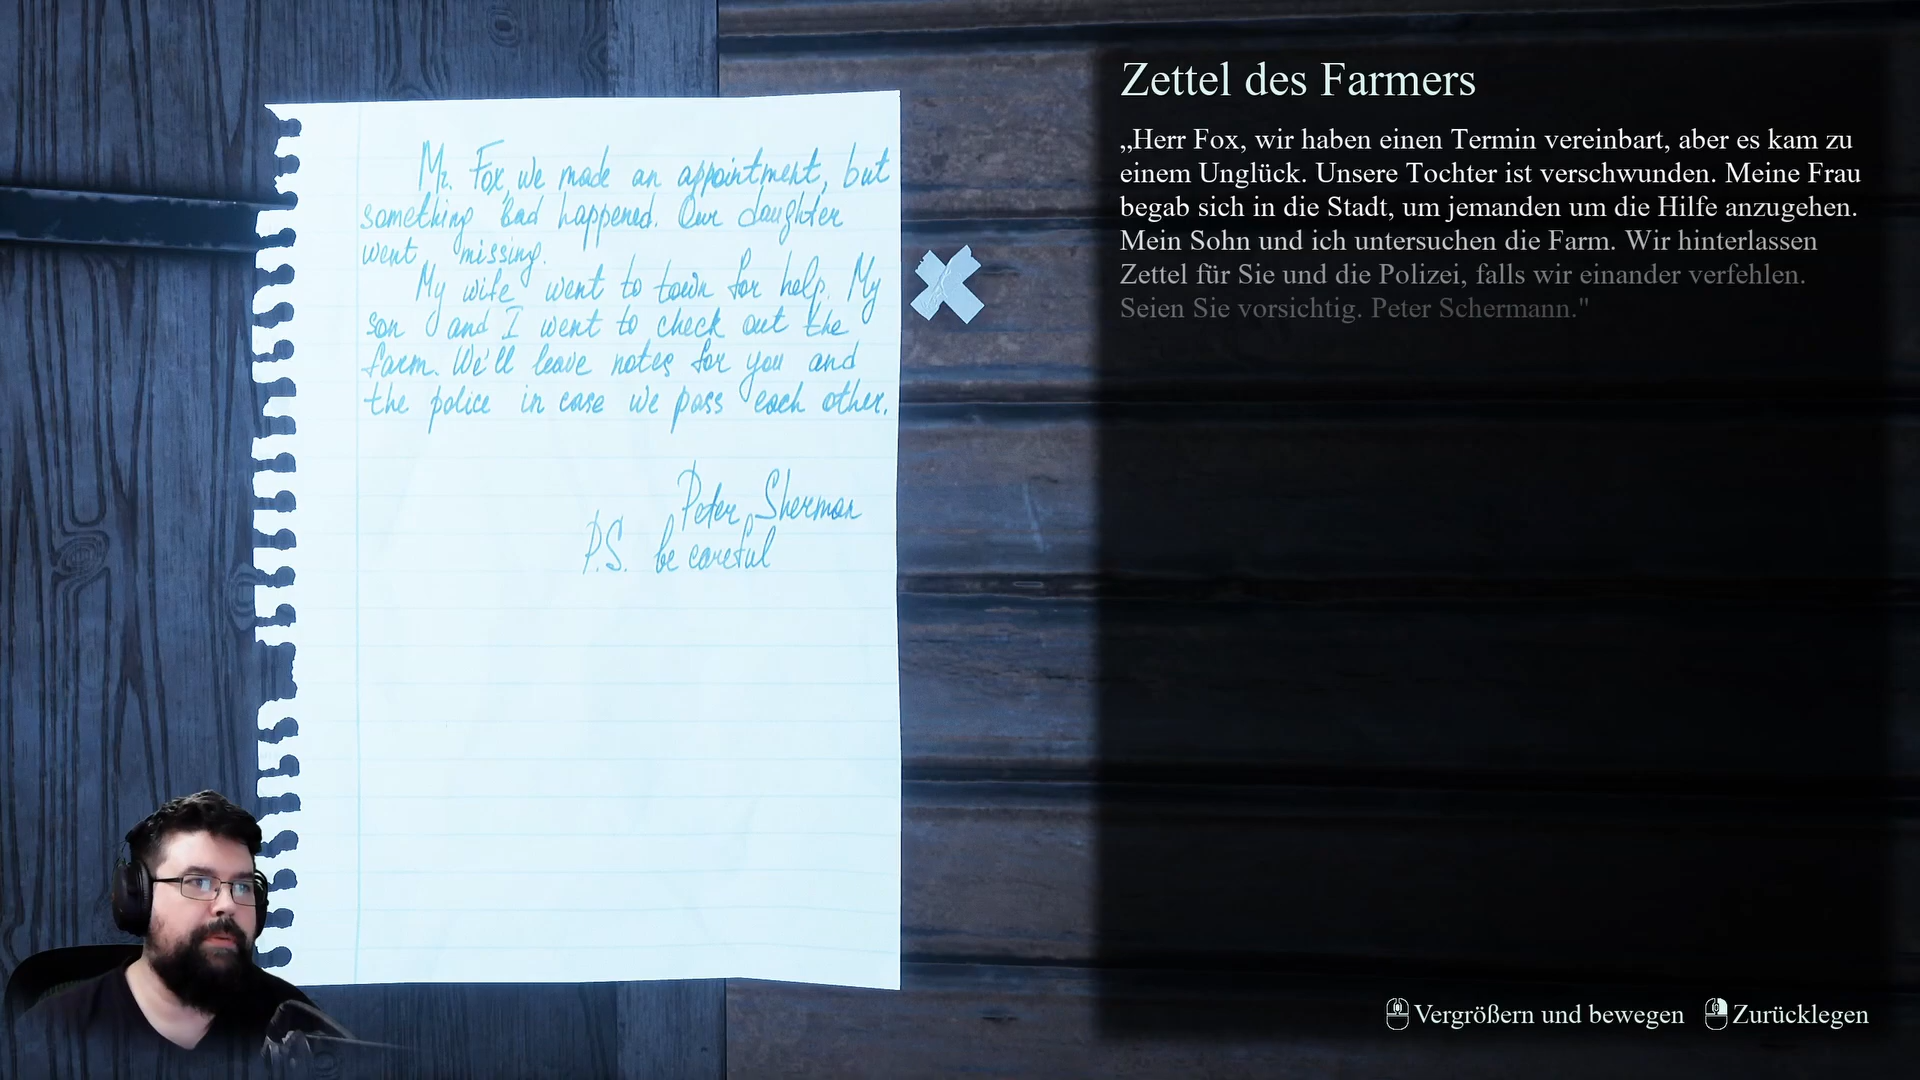 Mr. Fox, we made an appointment, but
something bad happened. Our daughter
went missing.
My wife went to town for help. My
son and I went to check out the
farm. We'll leave notes for you and
the police in case we pass each other.
Peter Sherman
P.S. be careful
Zettel des Farmers
„Herr Fox, wir haben einen Termin vereinbart, aber es kam zu
einem Unglück. Unsere Tochter ist verschwunden. Meine Frau
begab sich in die Stadt, um jemanden um die Hilfe anzugehen.
Mein Sohn und ich untersuchen die Farm. Wir hinterlassen
Zettel für Sie und die Polizei, falls wir einander verfehlen.
Seien Sie vorsichtig. Peter Schermann."
Vergrößern und bewegen
Zurücklegen